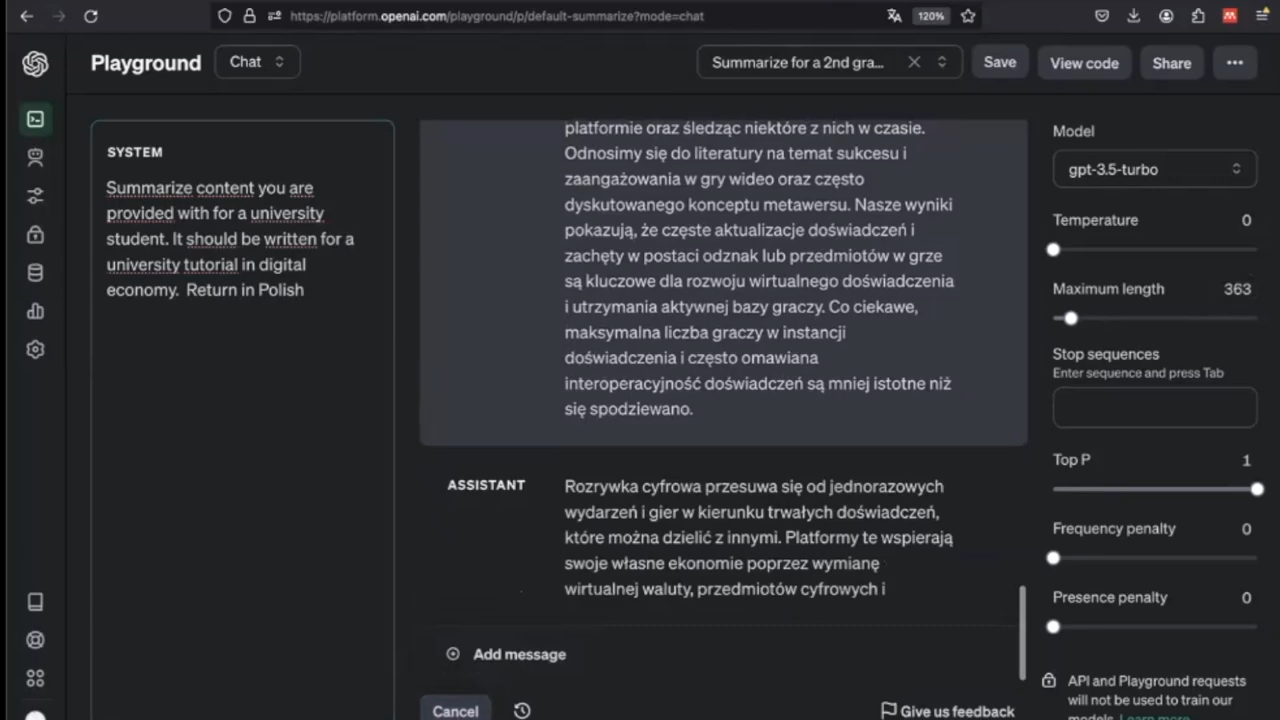 https://platform.openai.com/playground/p/default-summarize?mode=chat
120%
Playground
Chat
Summarize for a 2nd gra...
Save
View code
Share
SYSTEM
Summarize content you are
provided with for a university
student. It should be written for a
university tutorial in digital
economy. Return in Polish
platformie oraz śledząc niektóre z nich w czasie.
Odnosimy się do literatury na temat sukcesu i
zaangażowania w gry wideo oraz często
dyskutowanego konceptu metawersu. Nasze wyniki
pokazują, że częste aktualizacje doświadczeń i
zachęty w postaci odznak lub przedmiotów w grze
są kluczowe dla rozwoju wirtualnego doświadczenia
i utrzymania aktywnej bazy graczy. Co ciekawe,
maksymalna liczba graczy w instancji
doświadczenia i często omawiana
interoperacyjność doświadczeń są mniej istotne niż
się spodziewano.
ASSISTANT
Rozrywka cyfrowa przesuwa się od jednorazowych
wydarzeń i gier w kierunku trwałych doświadczeń,
które można dzielić z innymi. Platformy te wspierają
swoje własne ekonomie poprzez wymianę
wirtualnej waluty, przedmiotów cyfrowych i
Add message
Cancel
Give us feedback
Model
gpt-3.5-turbo
Temperature 0
Maximum length 363
Stop sequences
Enter sequence and press Tab
Top P 1
Frequency penalty 0
Presence penalty 0
API and Playground requests
will not be used to train our
models. Learn more